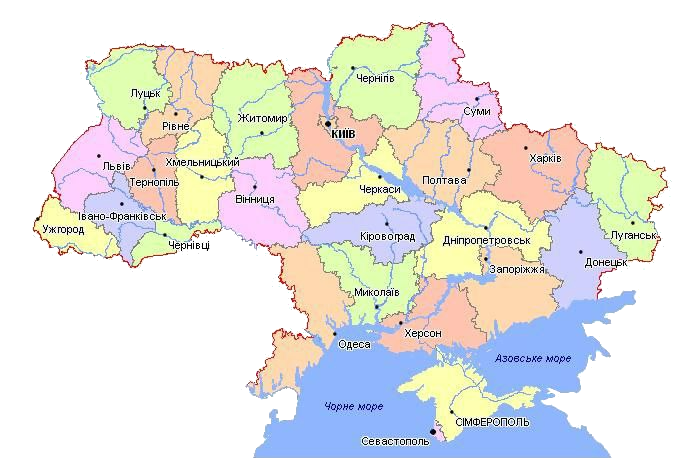 Чернігів
Луцьк
Суми
Житомир
Рівне
КИЇВ
Львів
Хмельницький
Харків
Тернопіль
Полтава
Черкаси
Вінниця
Івано-Франківськ
Ужгород
Луганськ
Кіровоград
Дніпропетровськ
Чернівці
Донецьк
Запоріжжя
Миколаїв
Херсон
Одеса
Азовське море
Чорне море
СІМФЕРОПОЛЬ
Севастополь